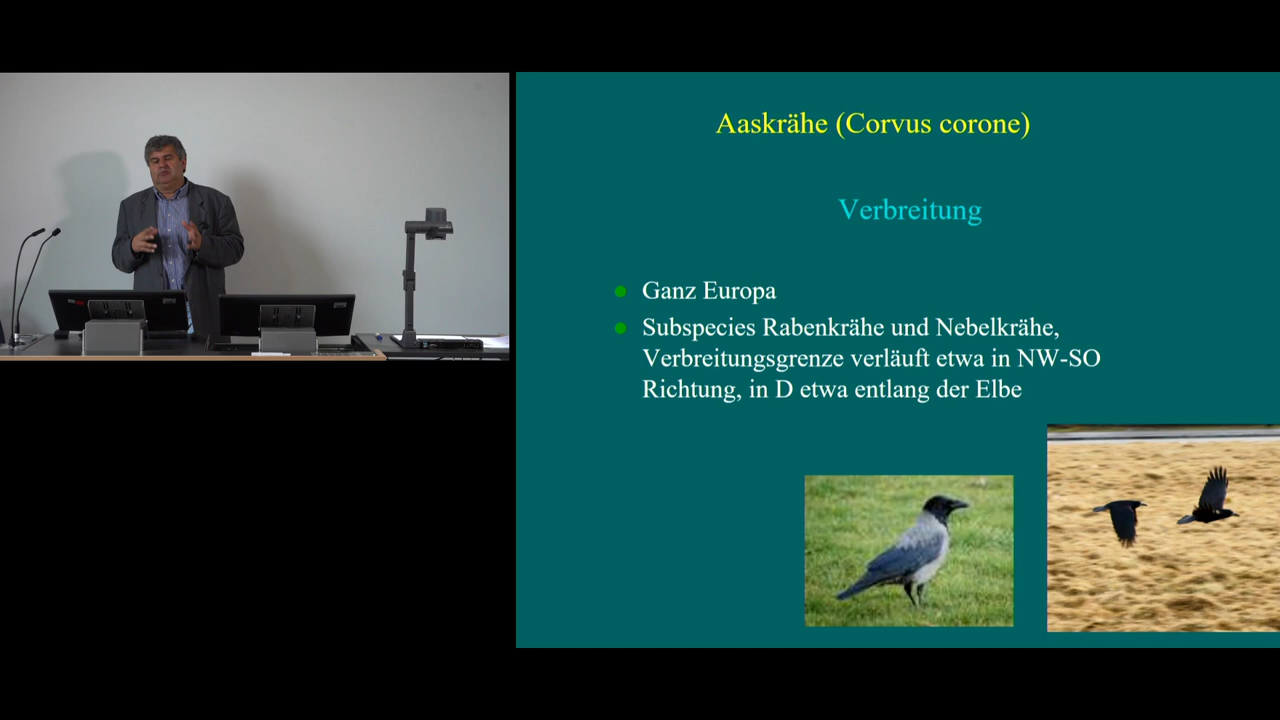 Aaskrähe (Corvus corone)
Verbreitung
Ganz Europa
Subspecies Rabenkrähe und Nebelkrähe,
Verbreitungsgrenze verläuft etwa in NW-SO
Richtung, in D etwa entlang der Elbe